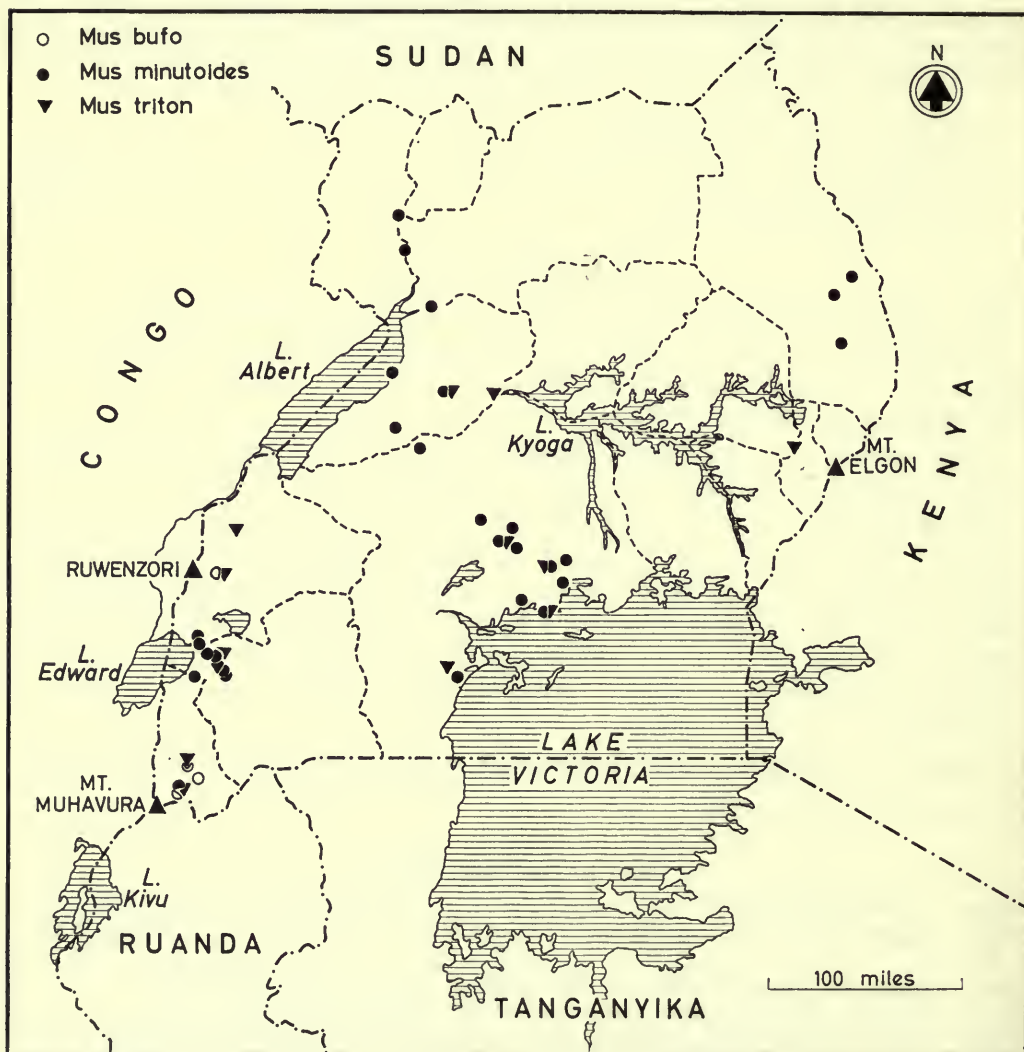 Mus bufo
Mus minutoides
Mus triton
SUDAN
N
CONGO
L.
Albert
L.
Kyoga
MT.
ELGON
KENYA
RUWENZORI
L.
Edward
LAKE
VICTORIA
MT.
MUHAVURA
L.
Kivu
RUANDA
100 miles
TANGANYIKA